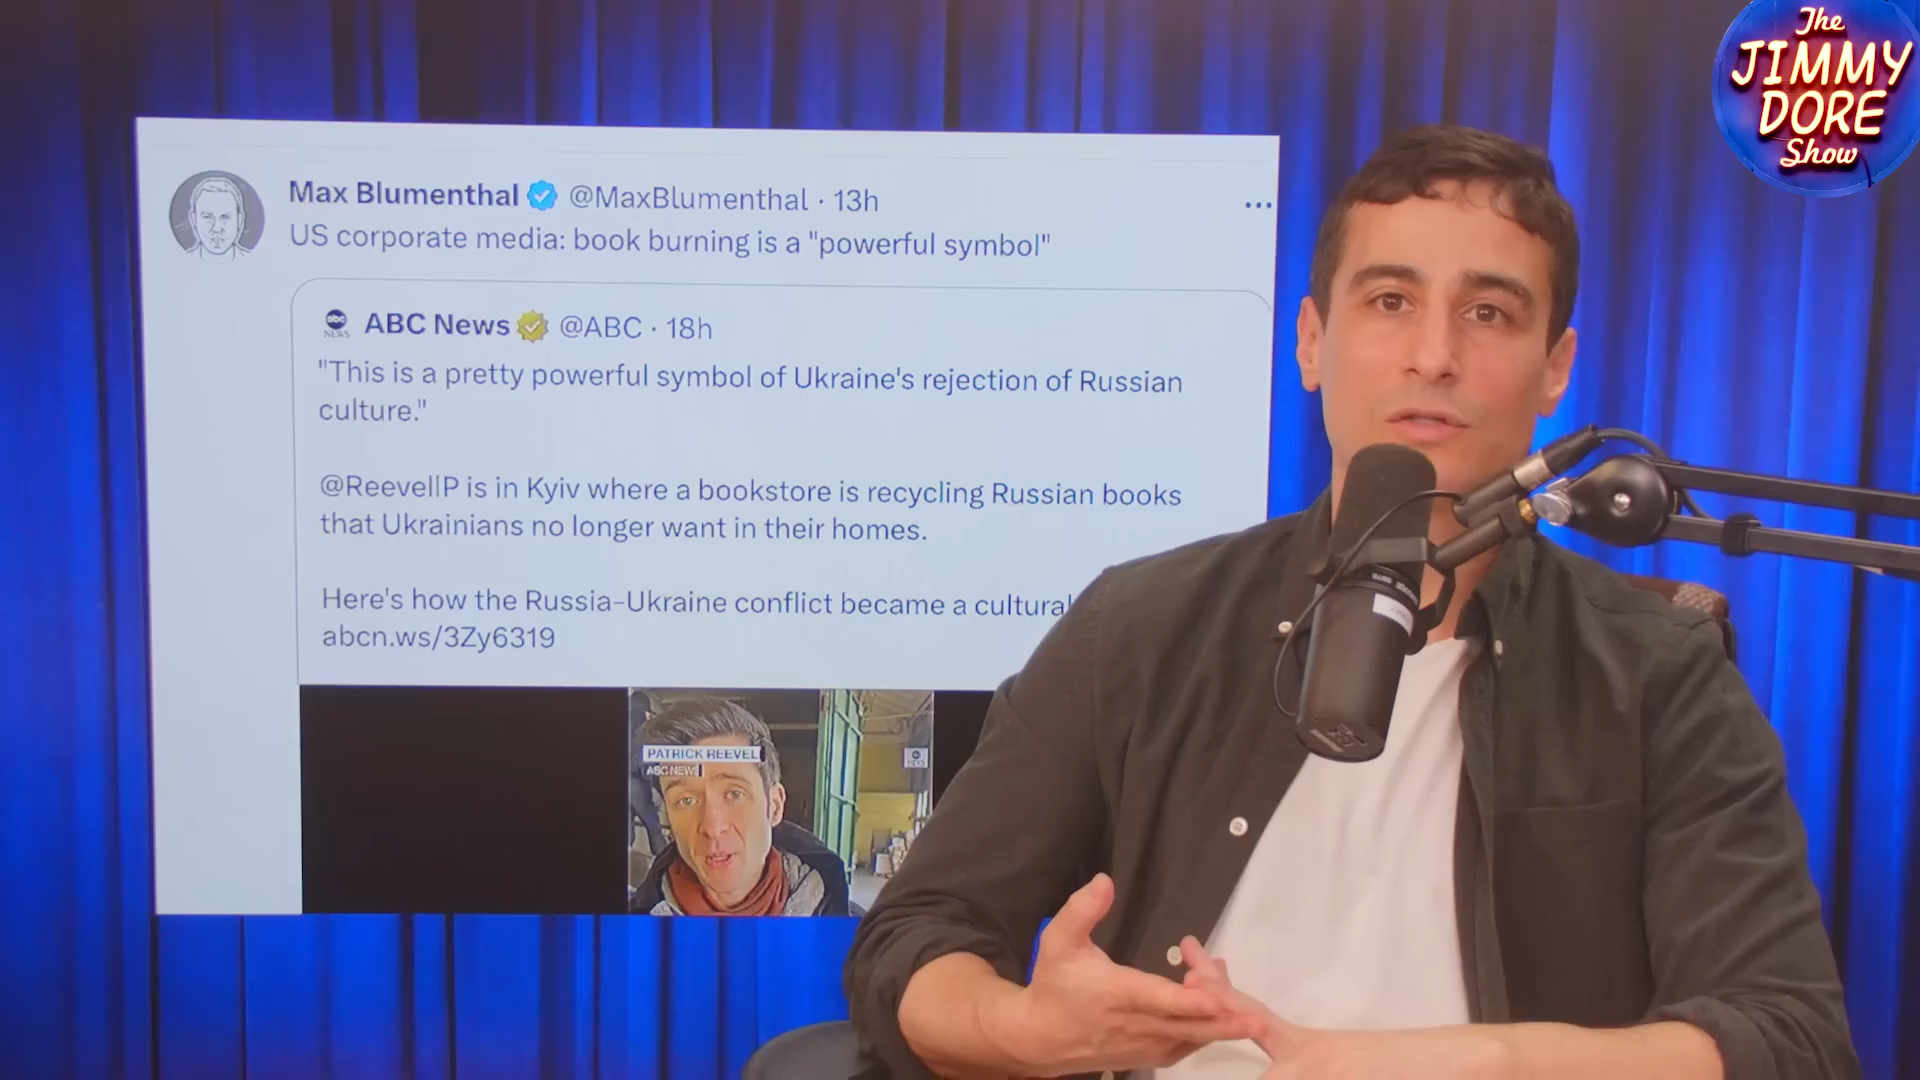 The
JIMMY
DORE
Show
Max Blumenthal @MaxBlumenthal · 13h
US corporate media: book burning is a "powerful symbol"
abc
NEWS
ABC News @ABC · 18h
"This is a pretty powerful symbol of Ukraine's rejection of Russian
culture."
@ReevellP is in Kyiv where a bookstore is recycling Russian books
that Ukrainians no longer want in their homes.
Here's how the Russia-Ukraine conflict became a cultural
abcn.ws/3Zy6319
PATRICK REEVEL
ABC NEWS